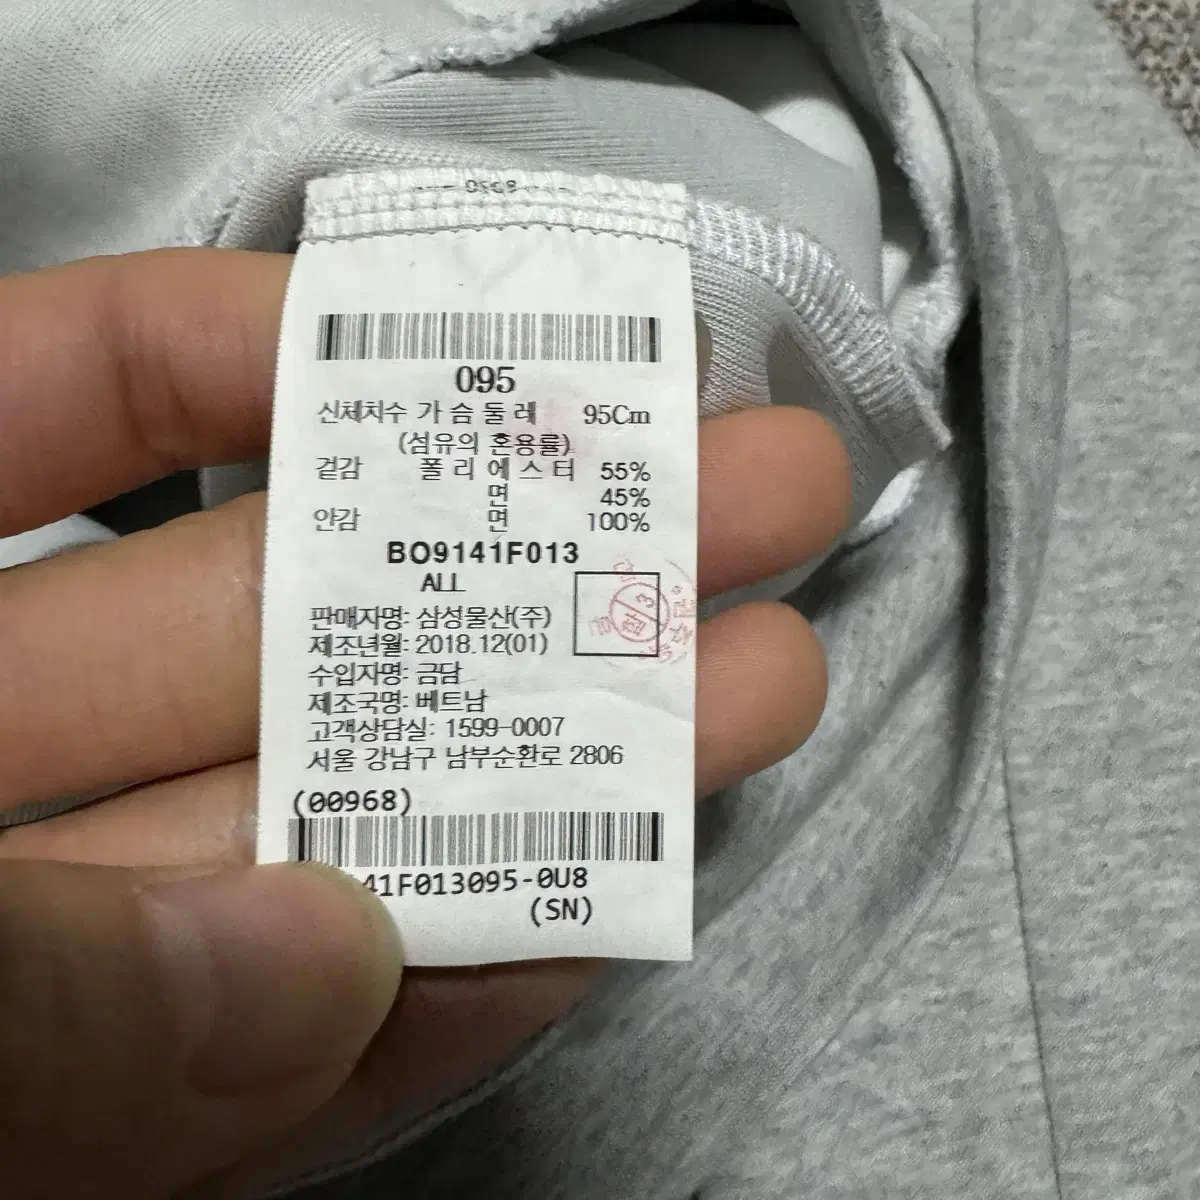 095
신체치수 가 슴 둘 레 95Cm
(섬유의 혼용률)
겉감 폴 리 에 스 터 55%
면 45%
안감 면 100%
BO9141F013
ALL
판매자명: 삼성물산(주)
제조년월: 2018.12(01)
수입자명: 금담
제조국명: 베트남
고객상담실: 1599-0007
서울 강남구 남부순환로 2806
(00968)
41F013095-0U8
(SN)